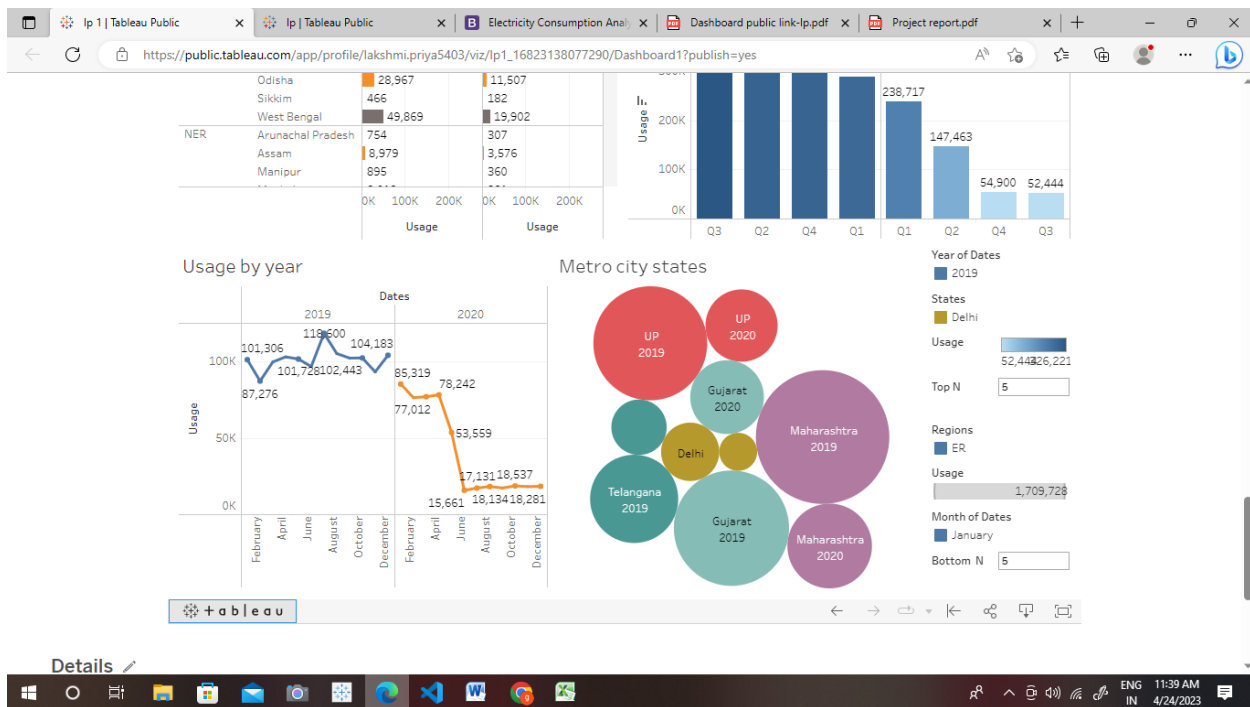 lp 1 | Tableau Public
lp | Tableau Public
Electricity Consumption Anal
Dashboard public link-lp.pdf
Project report.pdf
https://public.tableau.com/app/profile/lakshmi.priya5403/viz/lp1_16823138077290/Dashboard1?publish=yes
Odisha 28,967 11,507
Sikkim 466 182
West Bengal 49,869 19,902
NER Arunachal Pradesh 754 307
Assam 8,979 3,576
Manipur 895 360
0K 100K 200K 0K 100K 200K
Usage Usage
Usage
200K
100K
0K
238,717
147,463
54,900 52,444
Q3 Q2 Q4 Q1 Q1 Q2 Q4 Q3
Usage by year
Dates
2019 2020
Usage
100K
50K
0K
101,306
87,276
101,728
118,600
102,443
104,183
85,319
77,012
78,242
53,559
15,661
17,131
18,134
18,537
18,281
February April June August October December February April June August October December
Metro city states
UP
2019
UP
2020
Gujarat
2020
Maharashtra
2019
Delhi
Telangana
2019
Gujarat
2019
Maharashtra
2020
Year of Dates
2019
States
Delhi
Usage
326,221
Top N 5
Regions
ER
Usage
1,709,728
Month of Dates
January
Bottom N 5
+ a b | e a u
Details
ENG 11:39 AM
IN 4/24/2023